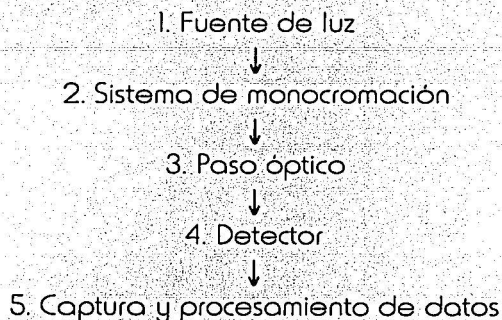 1. Fuente de luz
↓
2. Sistema de monocromación
↓
3. Paso óptico
↓
4. Detector
↓
5. Captura y procesamiento de datos